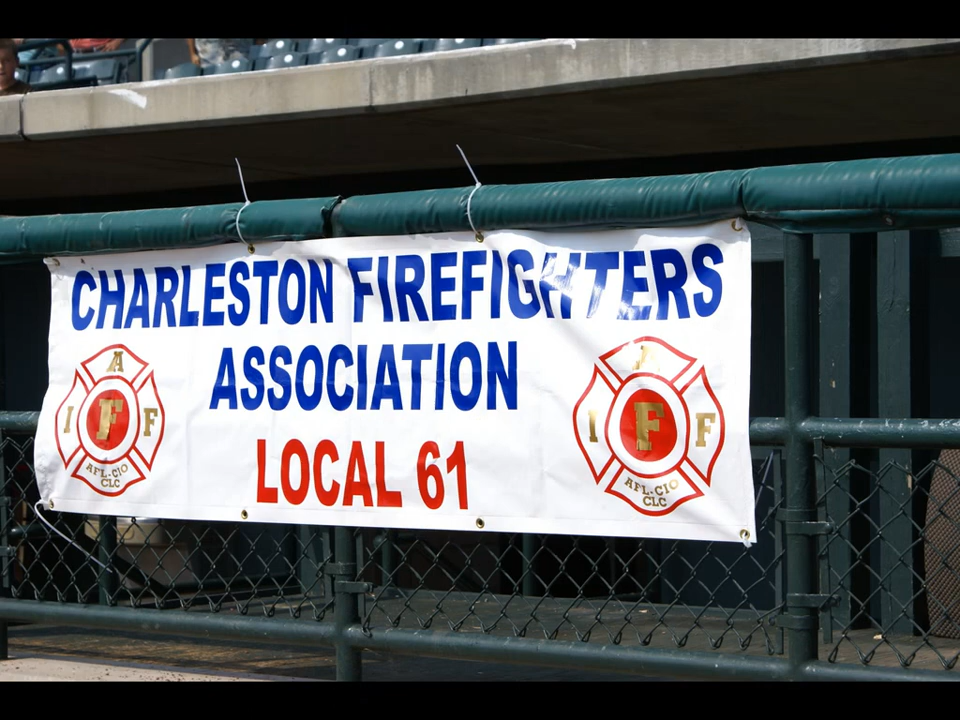 CHARLESTON FIREFIGHTERS
ASSOCIATION
LOCAL 61
A
I F F
AFL-CIO
CLC
A
I F F
AFL-CIO
CLC